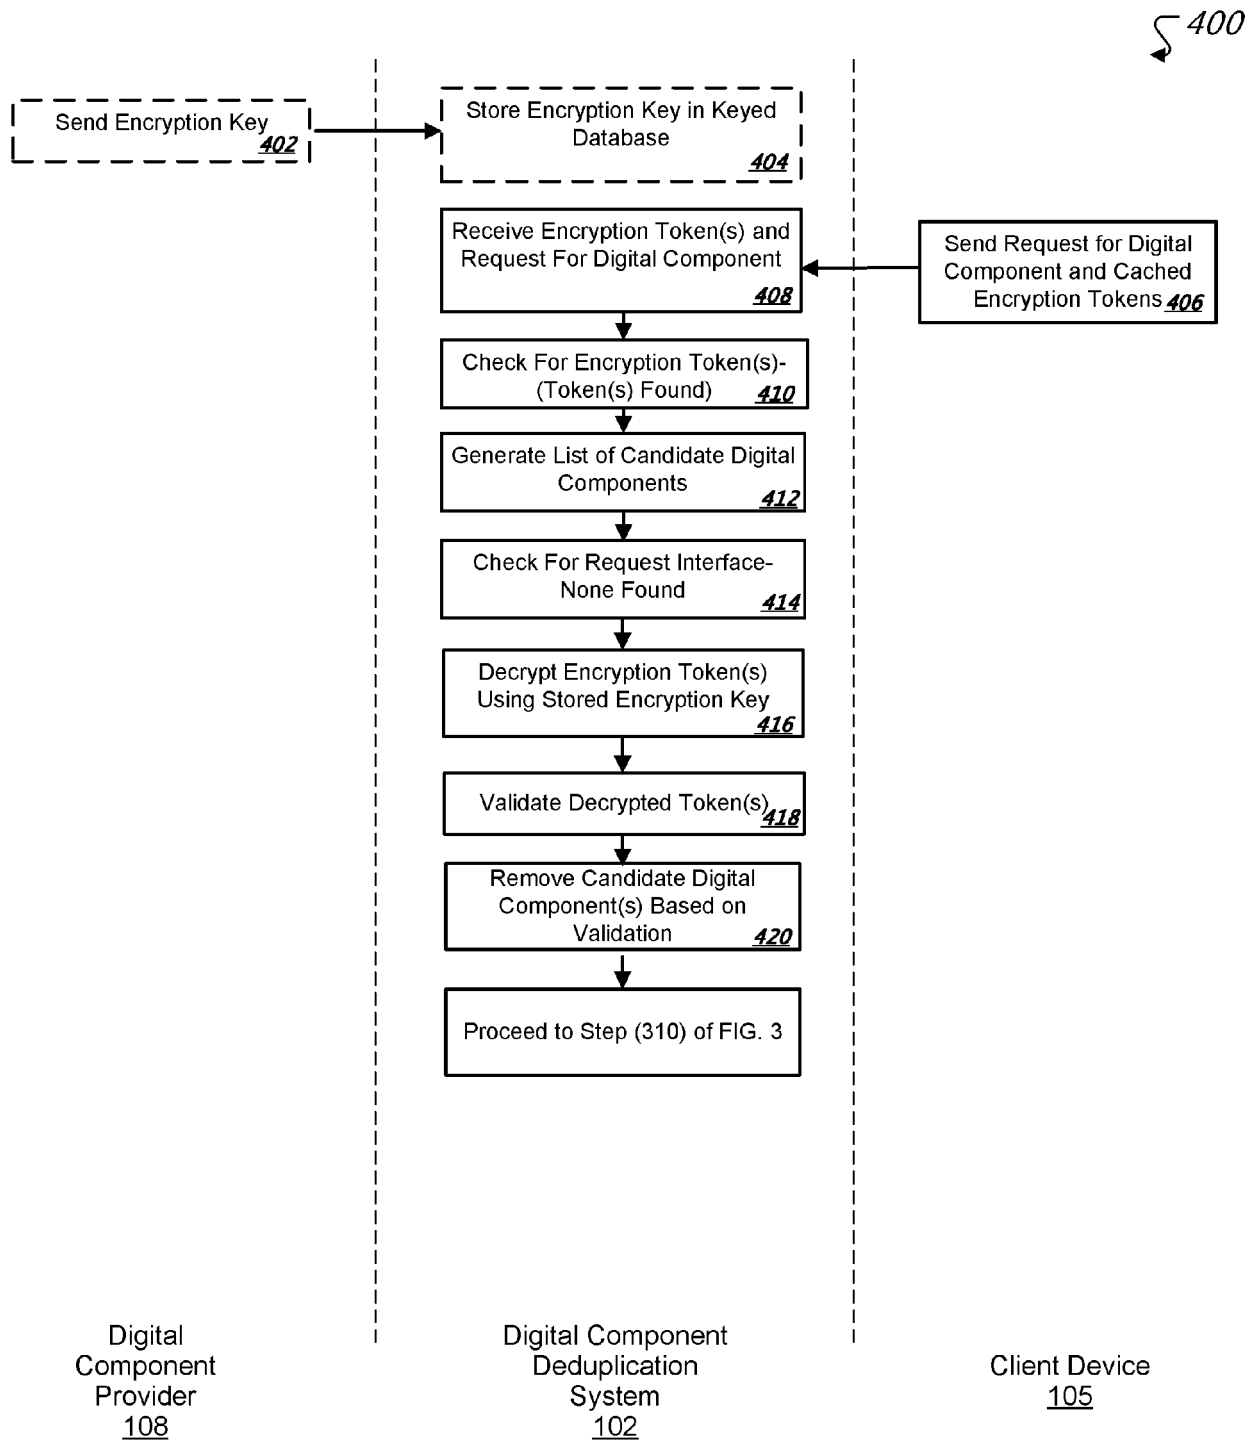 400
Send Encryption Key
402
Store Encryption Key in Keyed
Database
404
Receive Encryption Token(s) and
Request For Digital Component
408
Send Request for Digital
Component and Cached
Encryption Tokens 406
Check For Encryption Token(s)-
(Token(s) Found)
410
Generate List of Candidate Digital
Components
412
Check For Request Interface-
None Found
414
Decrypt Encryption Token(s)
Using Stored Encryption Key
416
Validate Decrypted Token(s)
418
Remove Candidate Digital
Component(s) Based on
Validation
420
Proceed to Step (310) of FIG. 3
Digital
Component
Provider
108
Digital Component
Deduplication
System
102
Client Device
105